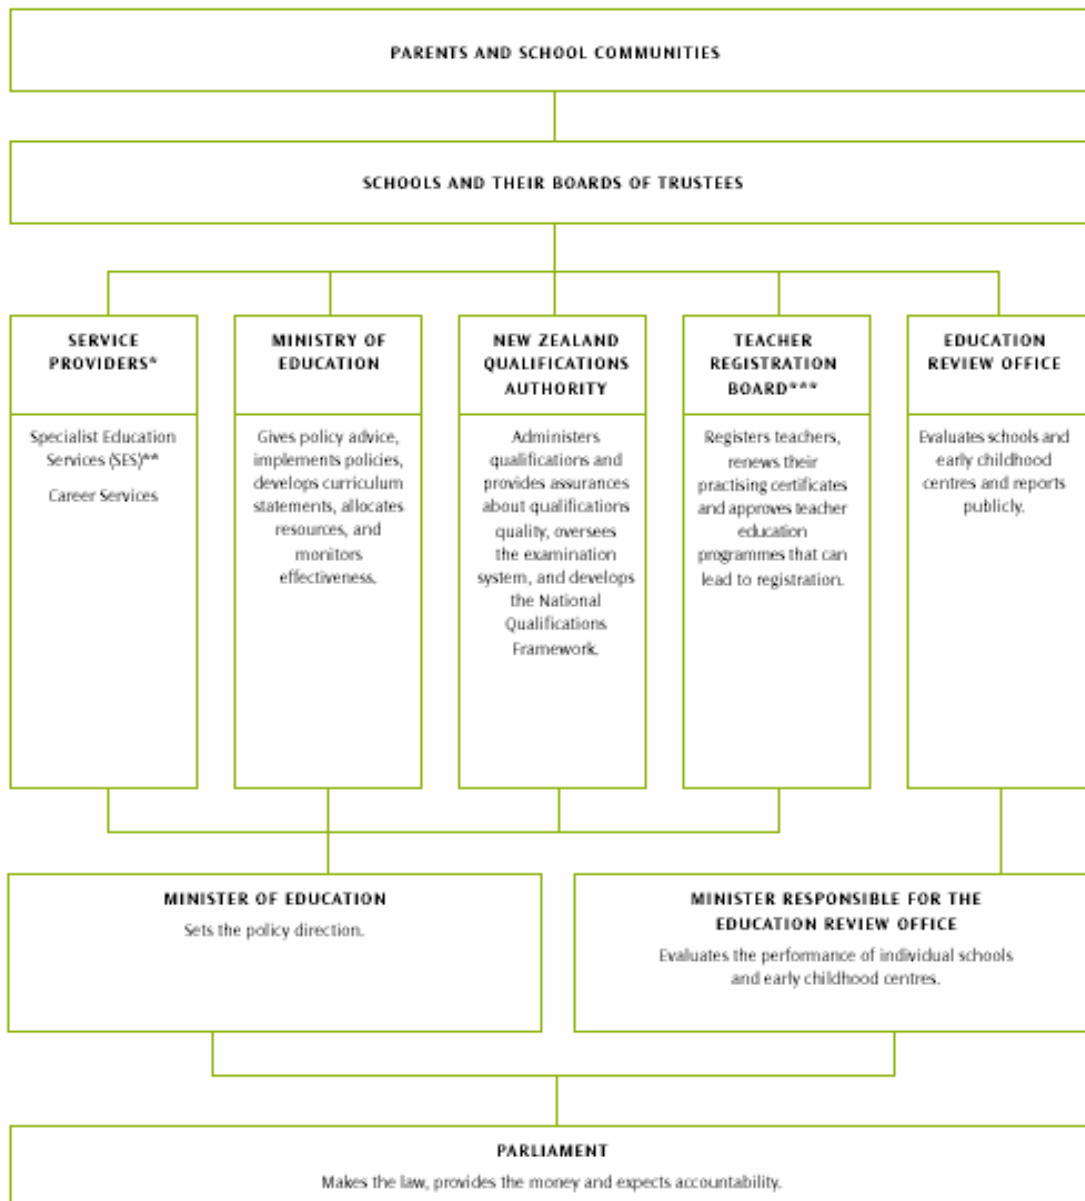 PARENTS AND SCHOOL COMMUNITIES
SCHOOLS AND THEIR BOARDS OF TRUSTEES
SERVICE
PROVIDERS*
Specialist Education
Services (SES)**
Career Services
MINISTRY OF
EDUCATION
Gives policy advice,
implements policies,
develops curriculum
statements, allocates
resources, and
monitors
effectiveness.
NEW ZEALAND
QUALIFICATIONS
AUTHORITY
Administers
qualifications and
provides assurances
about qualifications
quality, oversees
the examination
system, and develops
the National
Qualifications
Framework.
TEACHER
REGISTRATION
BOARD***
Registers teachers,
renews their
practising certificates
and approves teacher
education
programmes that can
lead to registration.
EDUCATION
REVIEW OFFICE
Evaluates schools and
early childhood
centres and reports
publicly.
MINISTER OF EDUCATION
Sets the policy direction.
MINISTER RESPONSIBLE FOR THE
EDUCATION REVIEW OFFICE
Evaluates the performance of individual schools
and early childhood centres.
PARLIAMENT
Makes the law, provides the money and expects accountability.